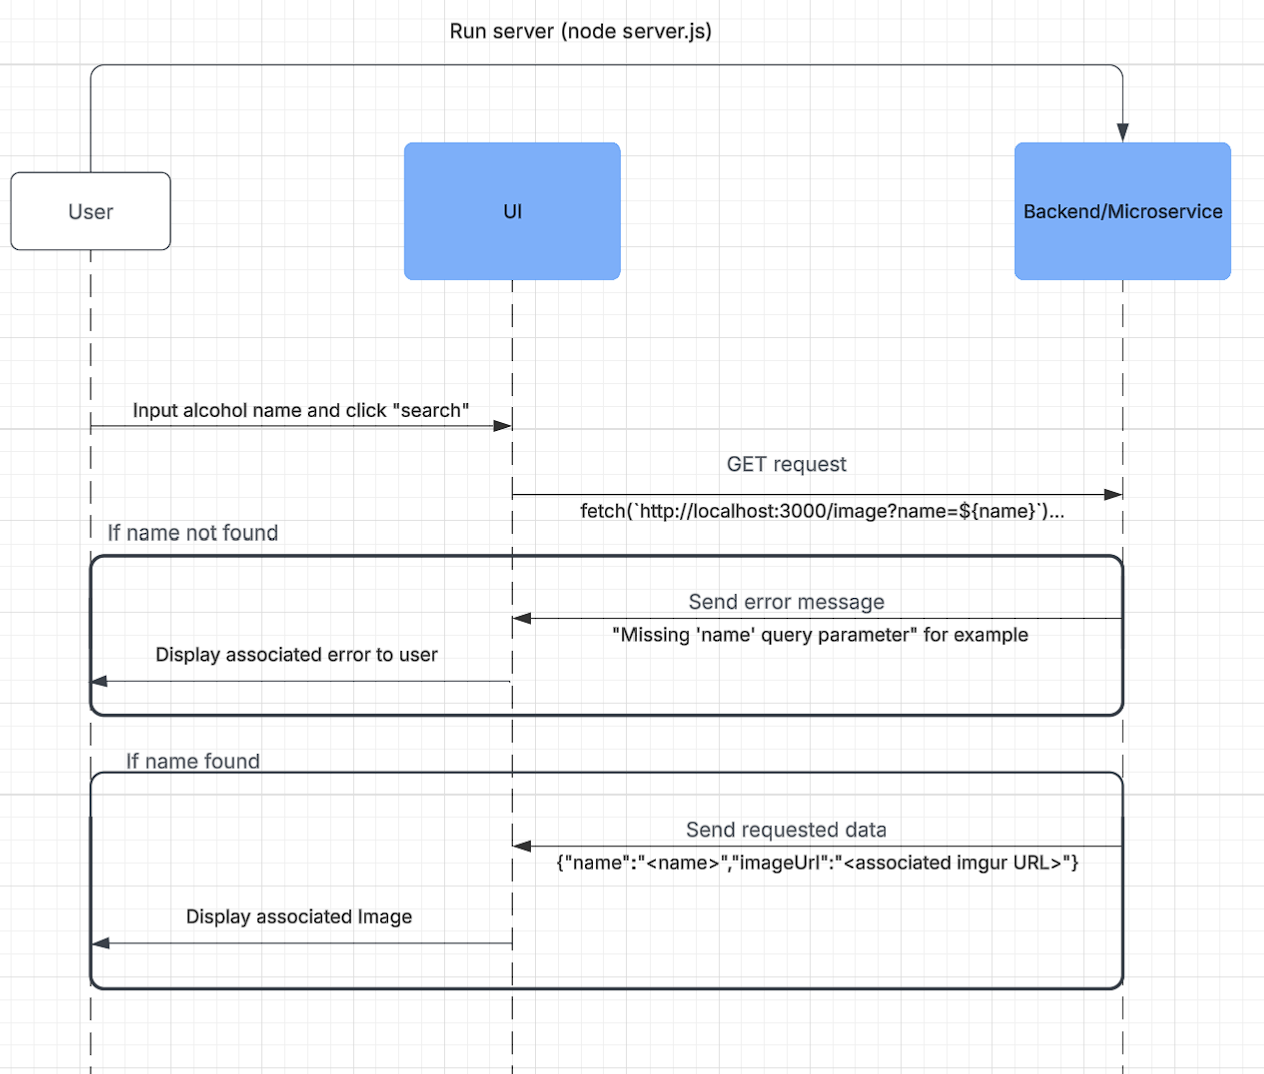 Run server (node server.js)
User
UI
Backend/Microservice
Input alcohol name and click "search"
GET request
fetch(`http://localhost:3000/image?name=${name}`)...
If name not found
Send error message
"Missing 'name' query parameter" for example
Display associated error to user
If name found
Send requested data
{"name":"<name>","imageUrl":"<associated imgur URL>"}
Display associated Image